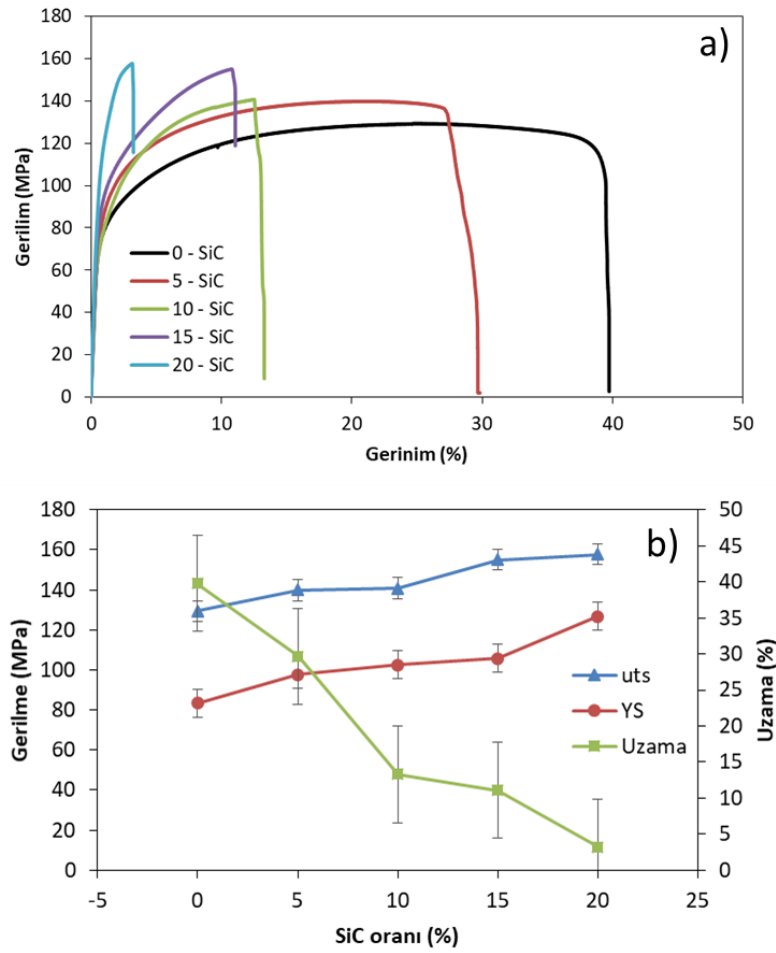 a)
180
160
140
120
100
80
60
40
20
0
Gerilim (MPa)
0 - SiC
5 - SiC
10 - SiC
15 - SiC
20 - SiC
0 10 20 30 40 50
Gerinim (%)
b)
180
160
140
120
100
80
60
40
20
0
Gerilme (MPa)
50
45
40
35
30
25
20
15
10
5
0
Uzama (%)
uts
YS
Uzama
-5 0 5 10 15 20 25
SiC oranı (%)